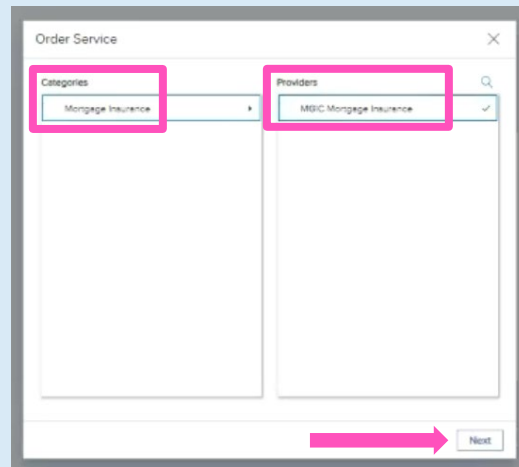 Order Service
Categories
Providers
Mortgage Insurance
MGIC Mortgage Insurance
Next